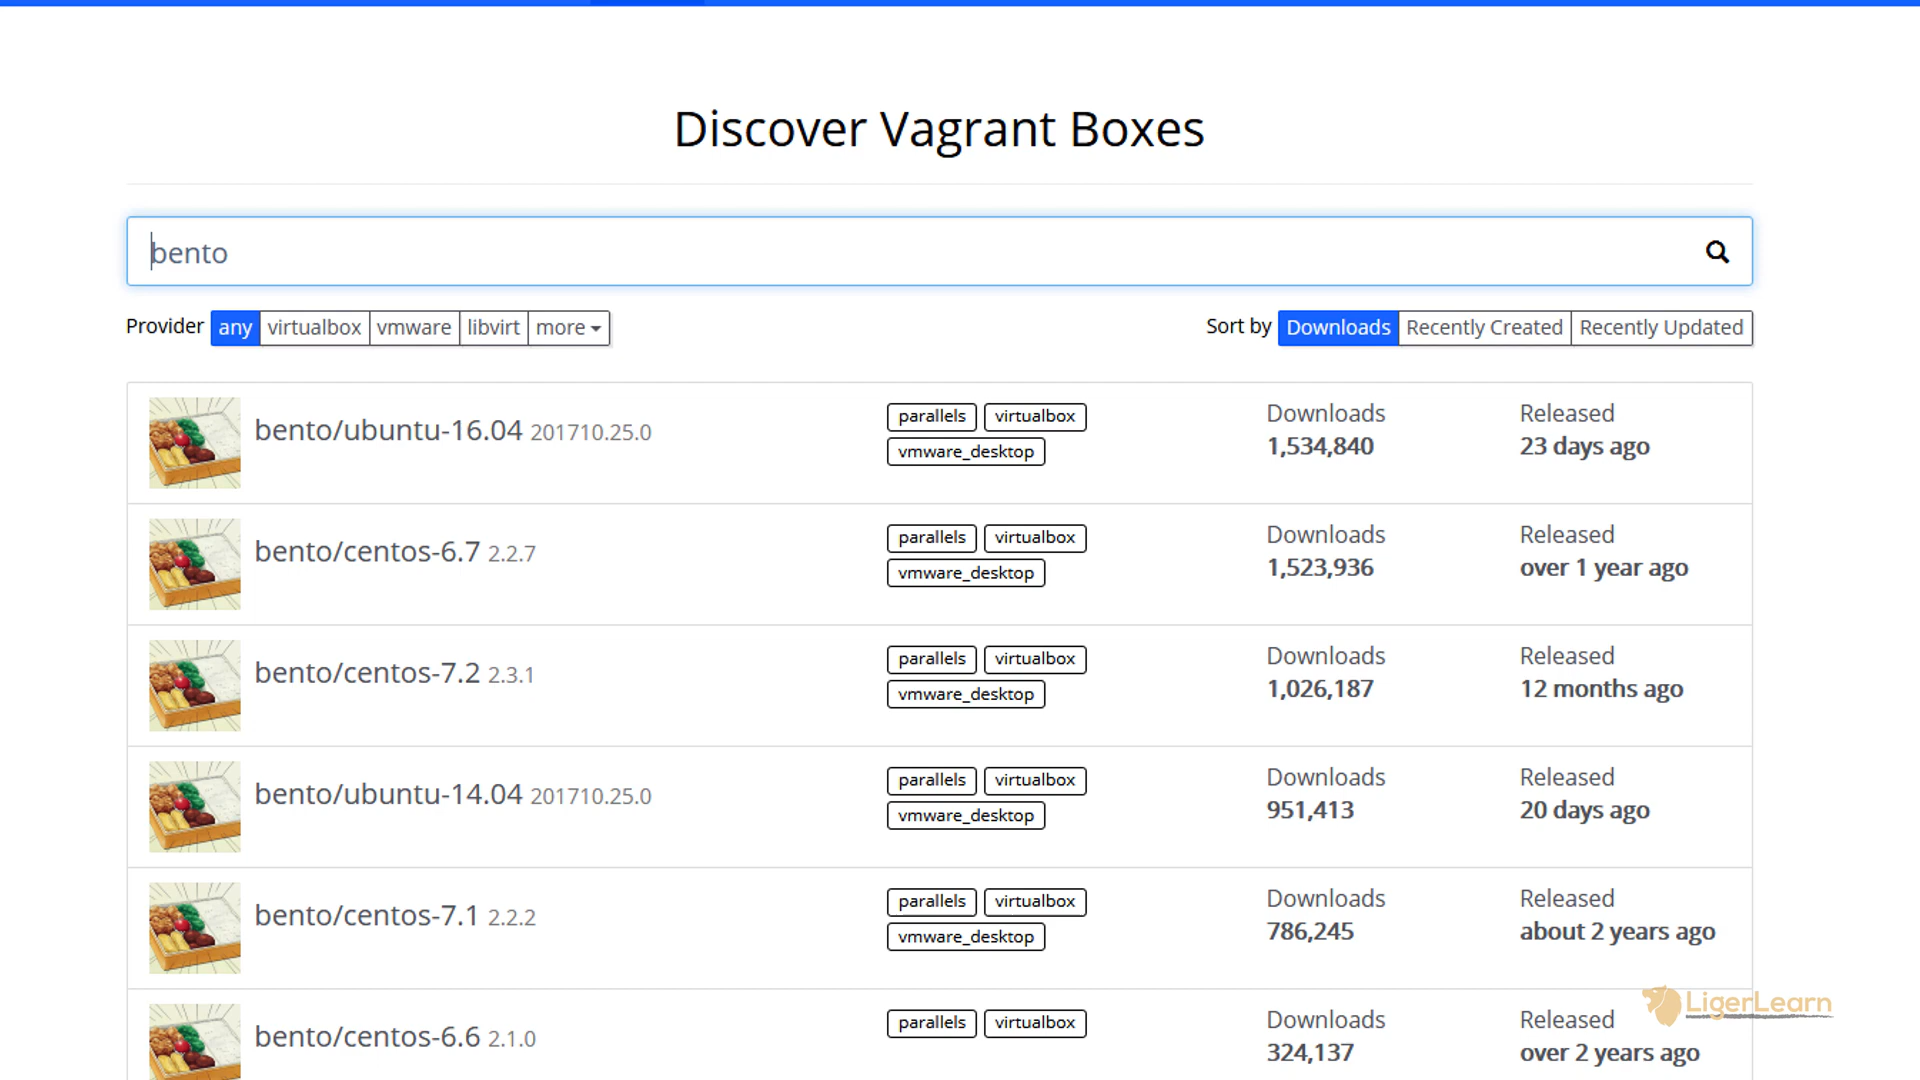 Discover Vagrant Boxes
bento
Provider any virtualbox vmware libvirt more Sort by Downloads Recently Created Recently Updated
bento/ubuntu-16.04 201710.25.0 parallels virtualbox vmware_desktop Downloads 1,534,840 Released 23 days ago
bento/centos-6.7 2.2.7 parallels virtualbox vmware_desktop Downloads 1,523,936 Released over 1 year ago
bento/centos-7.2 2.3.1 parallels virtualbox vmware_desktop Downloads 1,026,187 Released 12 months ago
bento/ubuntu-14.04 201710.25.0 parallels virtualbox vmware_desktop Downloads 951,413 Released 20 days ago
bento/centos-7.1 2.2.2 parallels virtualbox vmware_desktop Downloads 786,245 Released about 2 years ago
bento/centos-6.6 2.1.0 parallels virtualbox Downloads 324,137 Released over 2 years ago
LigerLearn